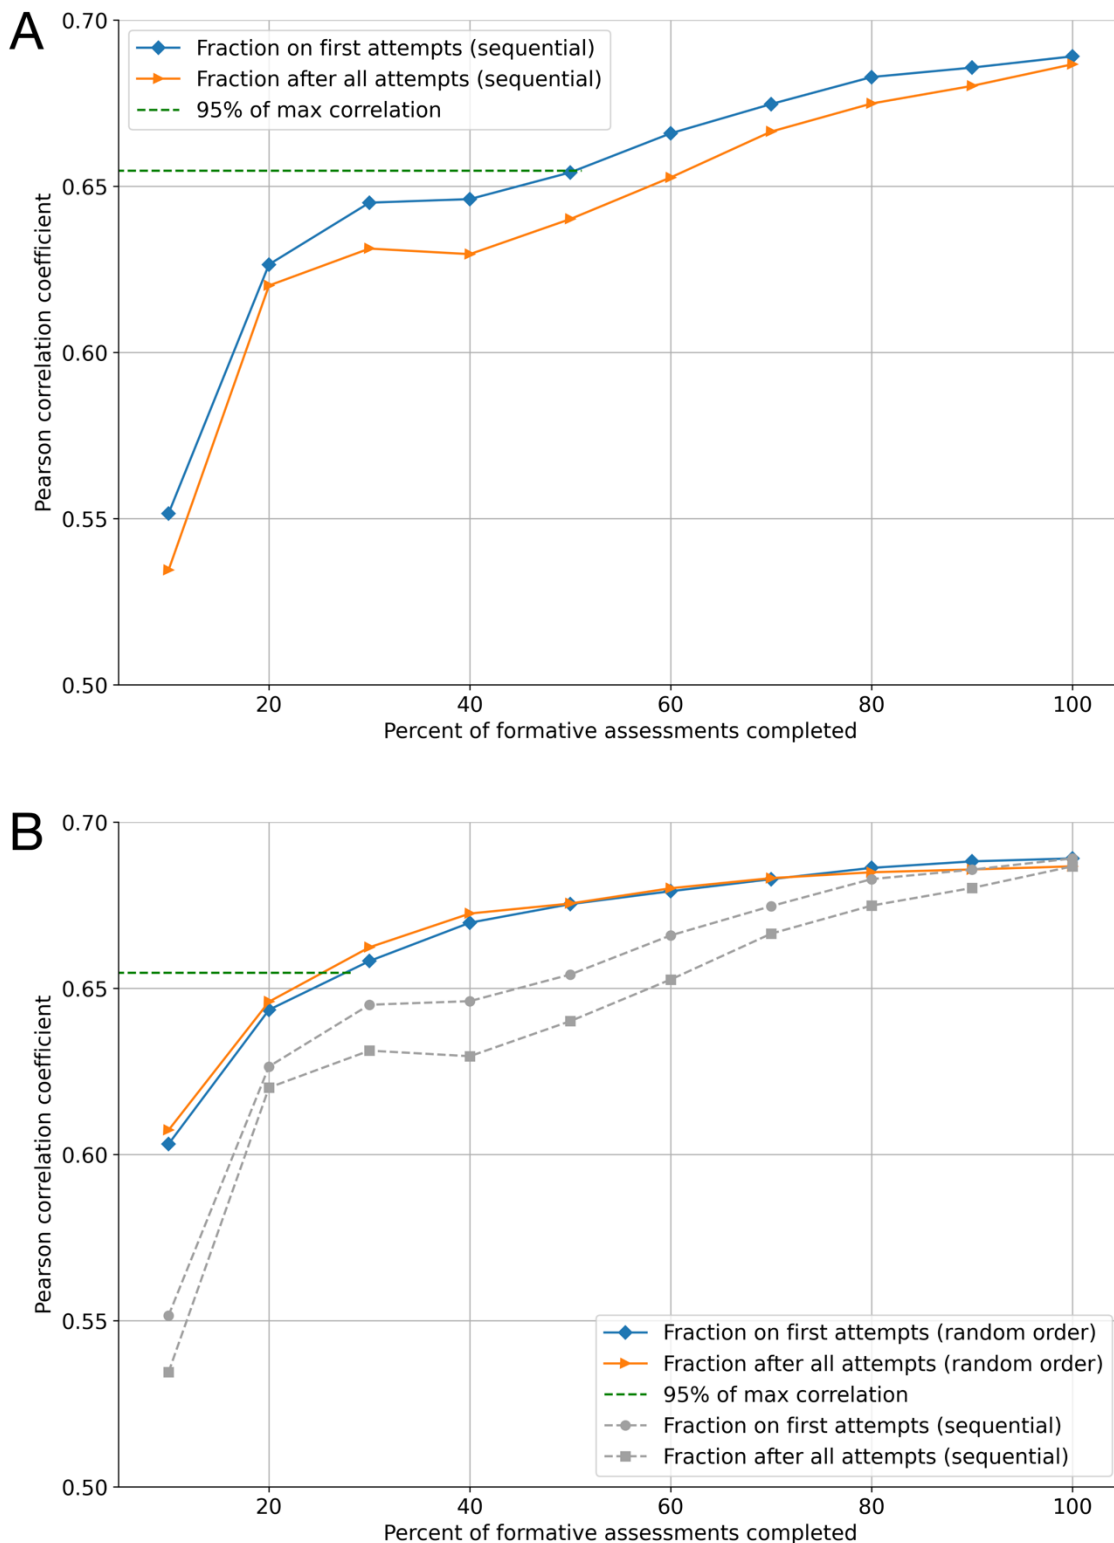 A
0.70
Fraction on first attempts (sequential)
Fraction after all attempts (sequential)
95% of max correlation
0.65
0.60
0.55
0.50
Pearson correlation coefficient
20 40 60 80 100
Percent of formative assessments completed
B
0.70
0.65
0.60
0.55
0.50
Pearson correlation coefficient
Fraction on first attempts (random order)
Fraction after all attempts (random order)
95% of max correlation
Fraction on first attempts (sequential)
Fraction after all attempts (sequential)
20 40 60 80 100
Percent of formative assessments completed